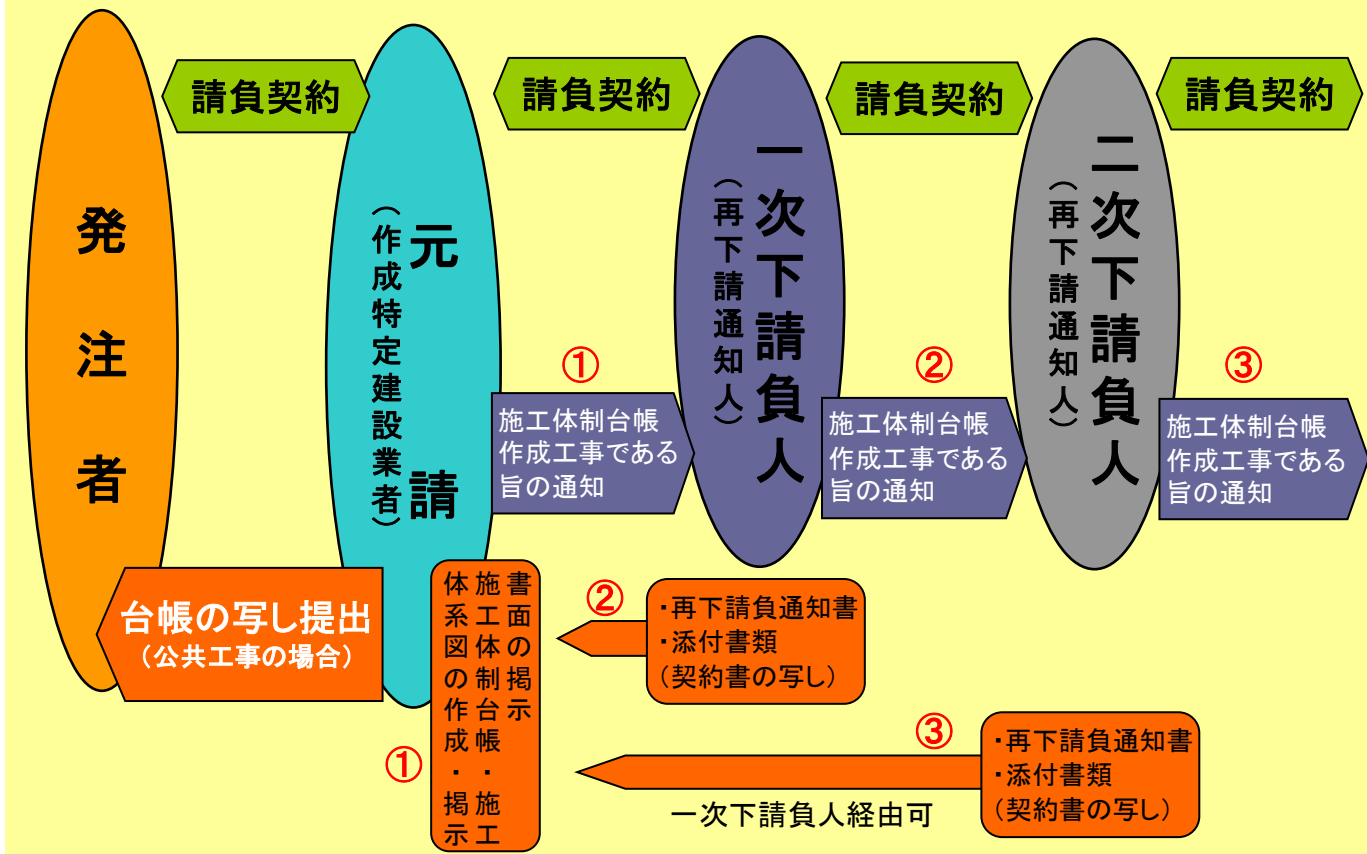 請負契約
請負契約
請負契約
請負契約
発注者
元請
（作成特定建設業者）
一次下請負人
（再下請通知人）
二次下請負人
（再下請通知人）
①
施工体制台帳
作成工事である
旨の通知
②
施工体制台帳
作成工事である
旨の通知
③
施工体制台帳
作成工事である
旨の通知
台帳の写し提出
（公共工事の場合）
①
書面の掲示
施工体制台帳・施工
体系図の作成・掲示
②
・再下請負通知書
・添付書類
（契約書の写し）
③
・再下請負通知書
・添付書類
（契約書の写し）
一次下請負人経由可